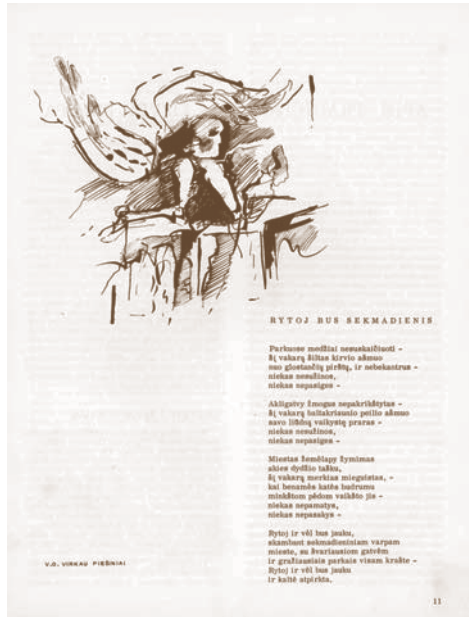 RYTOJ BUS SEKMADIENIS
Parkuose medžiai nesuskaičiuoti –
šį vakarą šiltas kirvio ašmuo
nuo glostančių pirštų, ir nebekantrus –
niekas nesužinos,
niekas nepasiges –
Akligatvy žmogus nepakrikštytas –
šį vakarą baltakriaunio peilio ašmuo
savo liūdną vaikystę praras –
niekas nesužinos,
niekas nepasiges –
Miestas žemėlapy žymimas
akies dydžio tašku,
šį vakarą merkias mieguistas, –
kai benamės katės budrumu
minkštom pėdom vaikšto jis –
niekas nepamatys,
niekas nepasakys –
Rytoj ir vėl bus jauku,
skambant sekmadieniniam varpam
mieste, su švariausiom gatvėm
ir gražiausiais parkais visam krašte –
Rytoj ir vėl bus jauku
ir kaltė atpirkta.
V.O. VIRKAU PIEŠINIAI
11